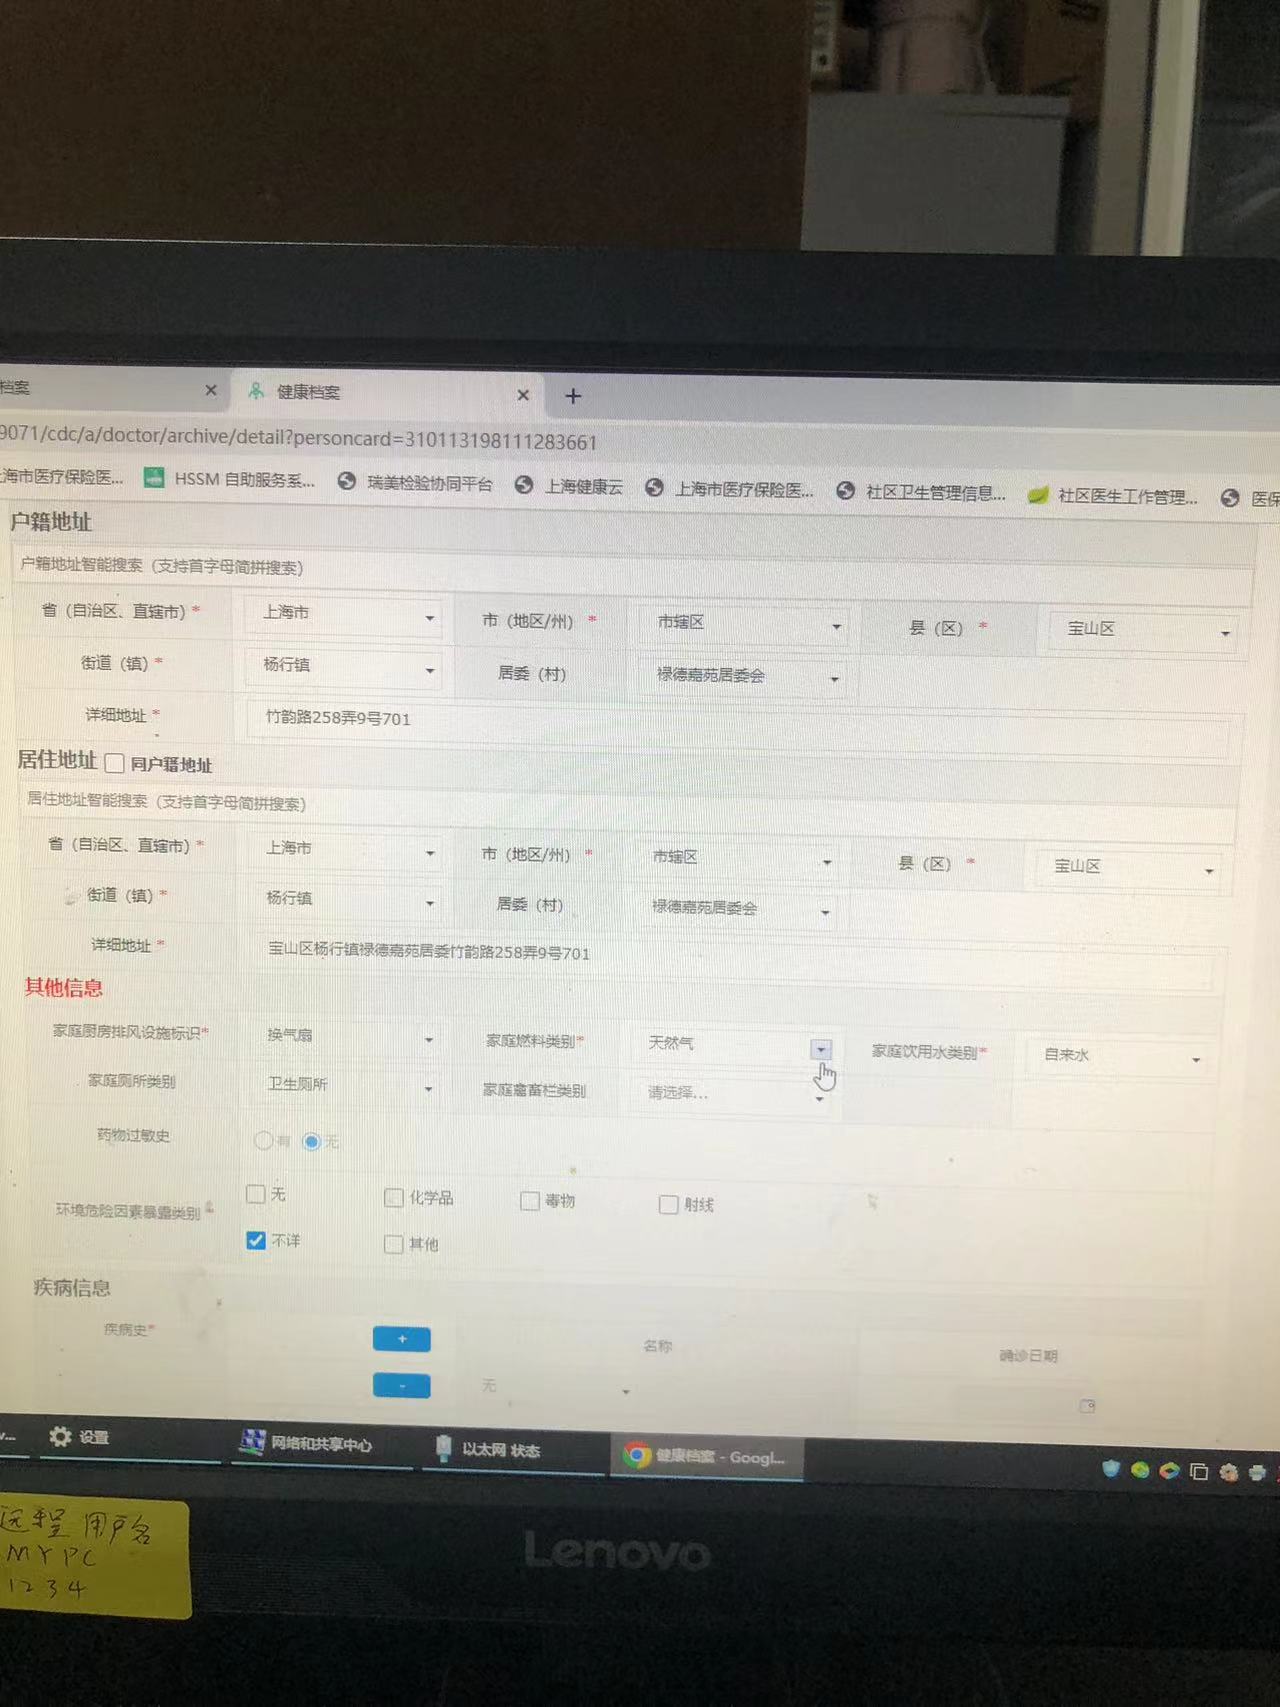 档案 × 健康档案 × +
9071/cdc/a/doctor/archive/detail?personcard=310113198111283661
上海市医疗保险医... HSSM 自助服务系... 瑞美检验协同平台 上海健康云 上海市医疗保险医... 社区卫生管理信息... 社区医生工作管理... 医保
户籍地址
户籍地址智能搜索（支持首字母简拼搜索）
省（自治区、直辖市）* 上海市 市（地区/州）* 市辖区 县（区）* 宝山区
街道（镇）* 杨行镇 居委（村） 禄德嘉苑居委会
详细地址* 竹韵路258弄9号701
居住地址 同户籍地址
居住地址智能搜索（支持首字母简拼搜索）
省（自治区、直辖市）* 上海市 市（地区/州）* 市辖区 县（区）* 宝山区
街道（镇）* 杨行镇 居委（村） 禄德嘉苑居委会
详细地址* 宝山区杨行镇禄德嘉苑居委竹韵路258弄9号701
其他信息
家庭厨房排风设施标识* 换气扇 家庭燃料类别* 天然气 家庭饮用水类别* 自来水
家庭厕所类别 卫生厕所 家庭禽畜栏类别 请选择...
药物过敏史 有 无
环境危险因素暴露类别* 无 化学品 毒物 射线
不详 其他
疾病信息
疾病史* + 名称 确诊日期
- 无
设置 网络和共享中心 以太网 状态 健康档案 - Googl...
远程用户名
MYPC
1234
Lenovo